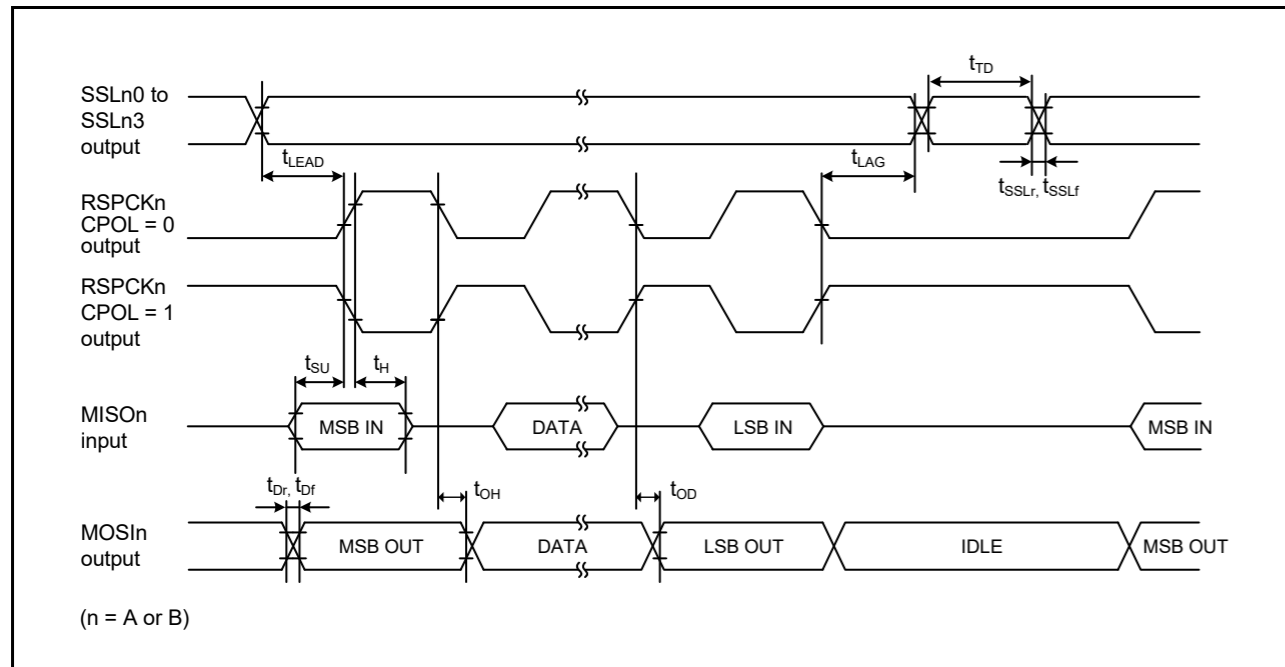 SSLn0 to
SSLn3
output
tTD
tLEAD
tLAG
tSSLr, tSSLf
RSPCKn
CPOL = 0
output
RSPCKn
CPOL = 1
output
tSU
tH
MISOn
input
MSB IN
DATA
LSB IN
MSB IN
tDr, tDf
tOH
tOD
MOSIn
output
MSB OUT
DATA
LSB OUT
IDLE
MSB OUT
(n = A or B)